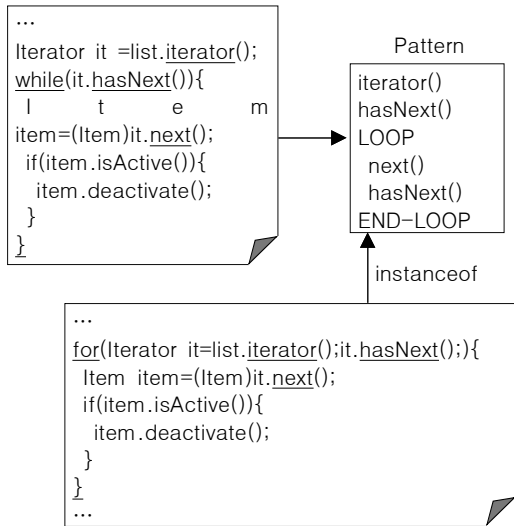 ...
Iterator it =list.iterator();
while(it.hasNext()){
I t e m
item=(Item)it.next();
if(item.isActive()){
item.deactivate();
}
}
Pattern
iterator()
hasNext()
LOOP
next()
hasNext()
END-LOOP
instanceof
...
for(Iterator it=list.iterator();it.hasNext();){
Item item=(Item)it.next();
if(item.isActive()){
item.deactivate();
}
}
...